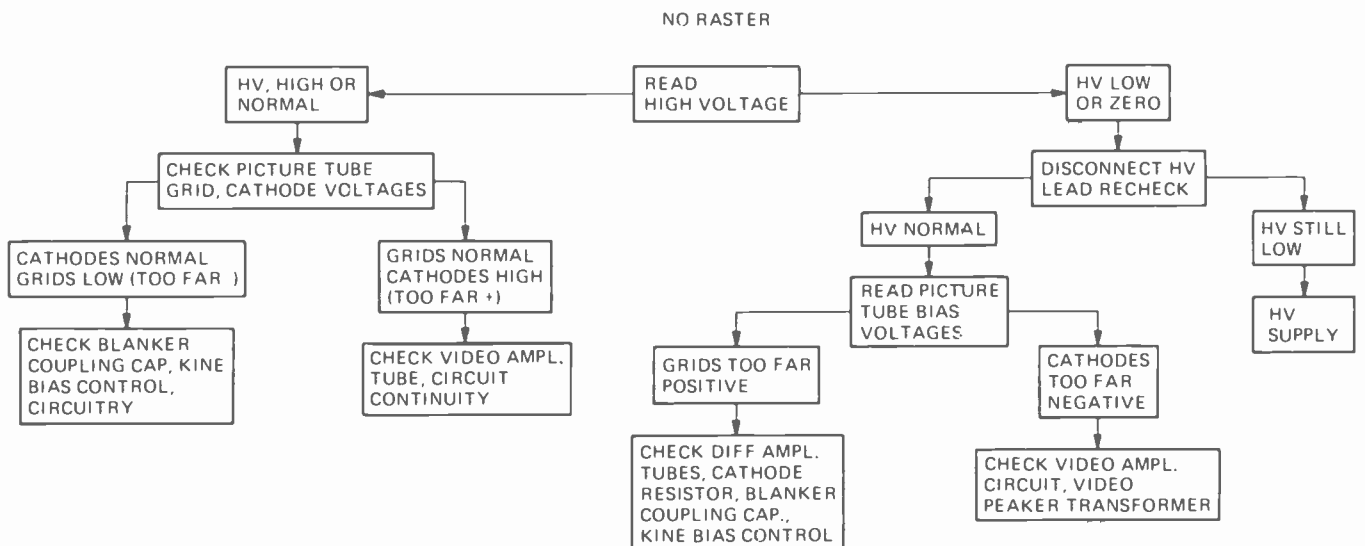 NO RASTER
HV, HIGH OR
NORMAL
READ
HIGH VOLTAGE
HV LOW
OR ZERO
CHECK PICTURE TUBE
GRID, CATHODE VOLTAGES
DISCONNECT HV
LEAD RECHECK
CATHODES NORMAL
GRIDS LOW (TOO FAR )
GRIDS NORMAL
CATHODES HIGH
(TOO FAR +)
HV NORMAL
HV STILL
LOW
CHECK BLANKER
COUPLING CAP, KINE
BIAS CONTROL,
CIRCUITRY
CHECK VIDEO AMPL.
TUBE, CIRCUIT
CONTINUITY
READ PICTURE
TUBE BIAS
VOLTAGES
HV
SUPPLY
GRIDS TOO FAR
POSITIVE
CATHODES
TOO FAR
NEGATIVE
CHECK DIFF AMPL.
TUBES, CATHODE
RESISTOR, BLANKER
COUPLING CAP.,
KINE BIAS CONTROL
CHECK VIDEO AMPL.
CIRCUIT, VIDEO
PEAKER TRANSFORMER